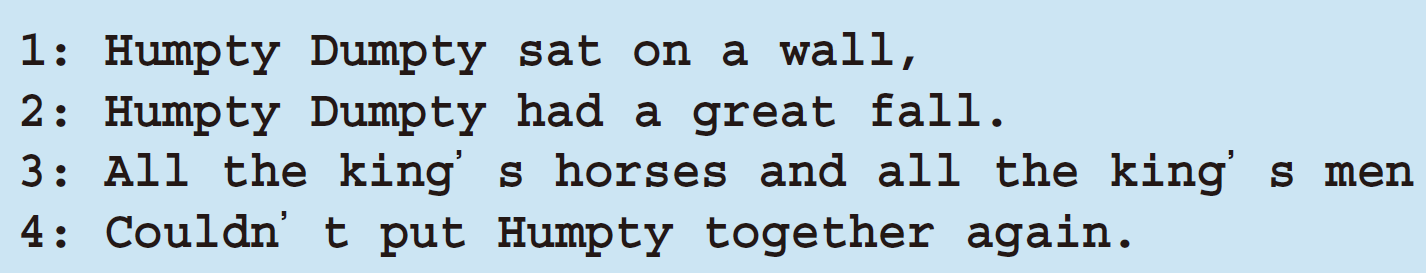 1: Humpty Dumpty sat on a wall,
2: Humpty Dumpty had a great fall.
3: All the king’ s horses and all the king’ s men
4: Couldn’ t put Humpty together again.